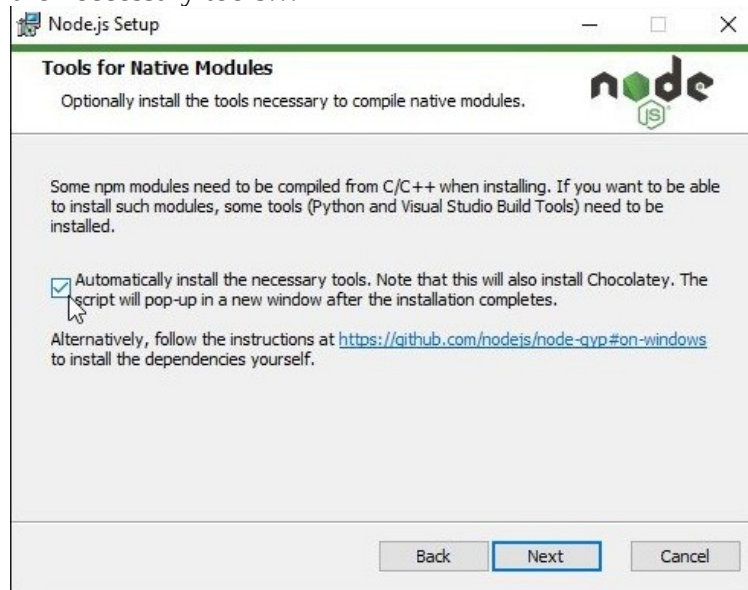 Node.js Setup
Tools for Native Modules
Optionally install the tools necessary to compile native modules.
node
JS
Some npm modules need to be compiled from C/C++ when installing. If you want to be able
to install such modules, some tools (Python and Visual Studio Build Tools) need to be
installed.
Automatically install the necessary tools. Note that this will also install Chocolatey. The
script will pop-up in a new window after the installation completes.
Alternatively, follow the instructions at https://github.com/nodejs/node-gyp#on-windows
to install the dependencies yourself.
Back Next Cancel